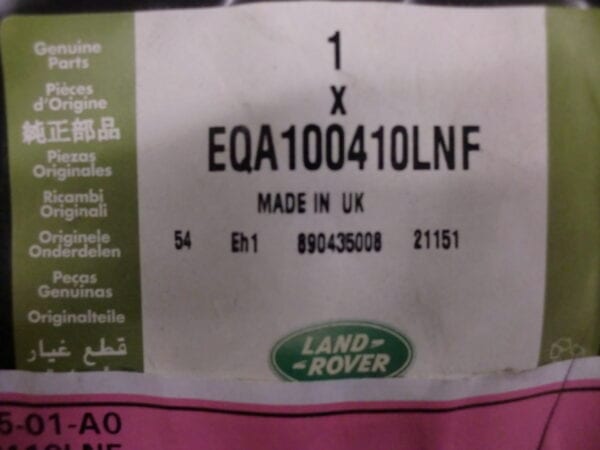 Genuine
Parts
Pièces
d'Origine
純正部品
Piezas
Originales
Ricambi
Originali
Originele
Onderdelen
Peças
Genuínas
Originalteile
قطع غيار
1
X
EQA100410LNF
MADE IN UK
54 Eh1 890435008 21151
LAND-
-ROVER
5-01-A0